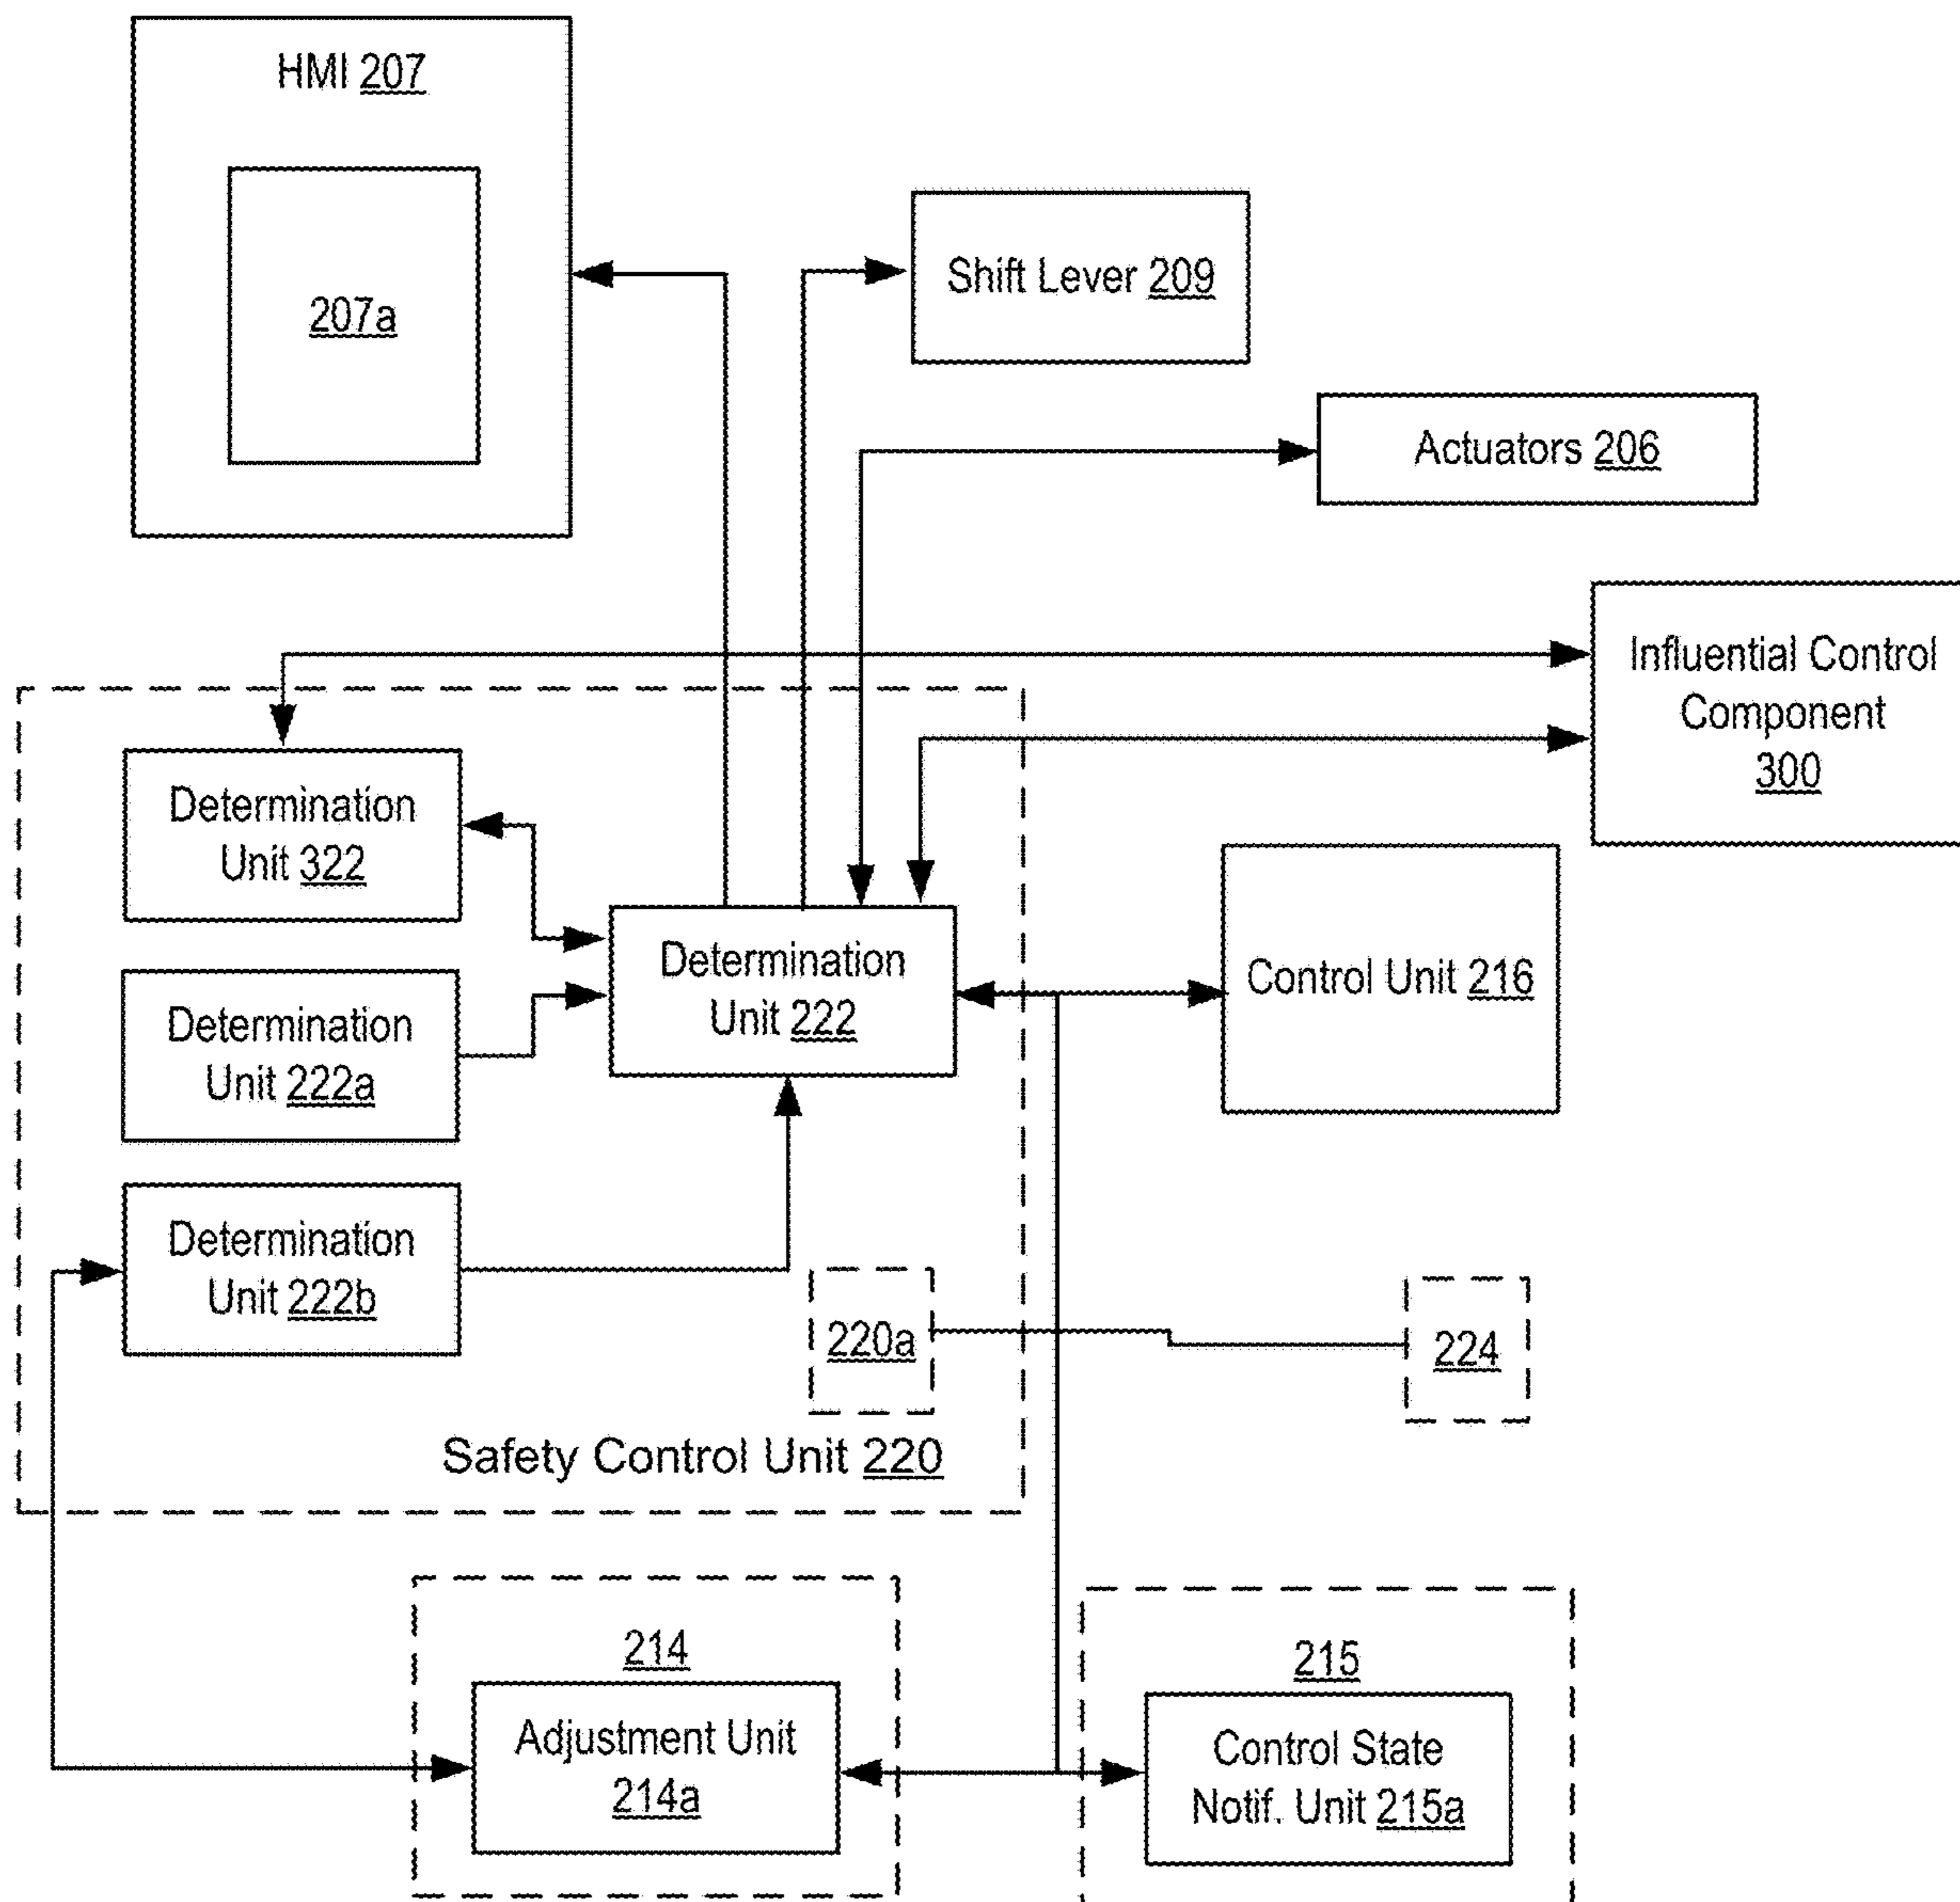 HMI 207
207a
Shift Lever 209
Actuators 206
Influential Control
Component
300
Determination
Unit 322
Determination
Unit 222
Control Unit 216
Determination
Unit 222a
Determination
Unit 222b
220a
224
Safety Control Unit 220
214
Adjustment Unit
214a
215
Control State
Notif. Unit 215a